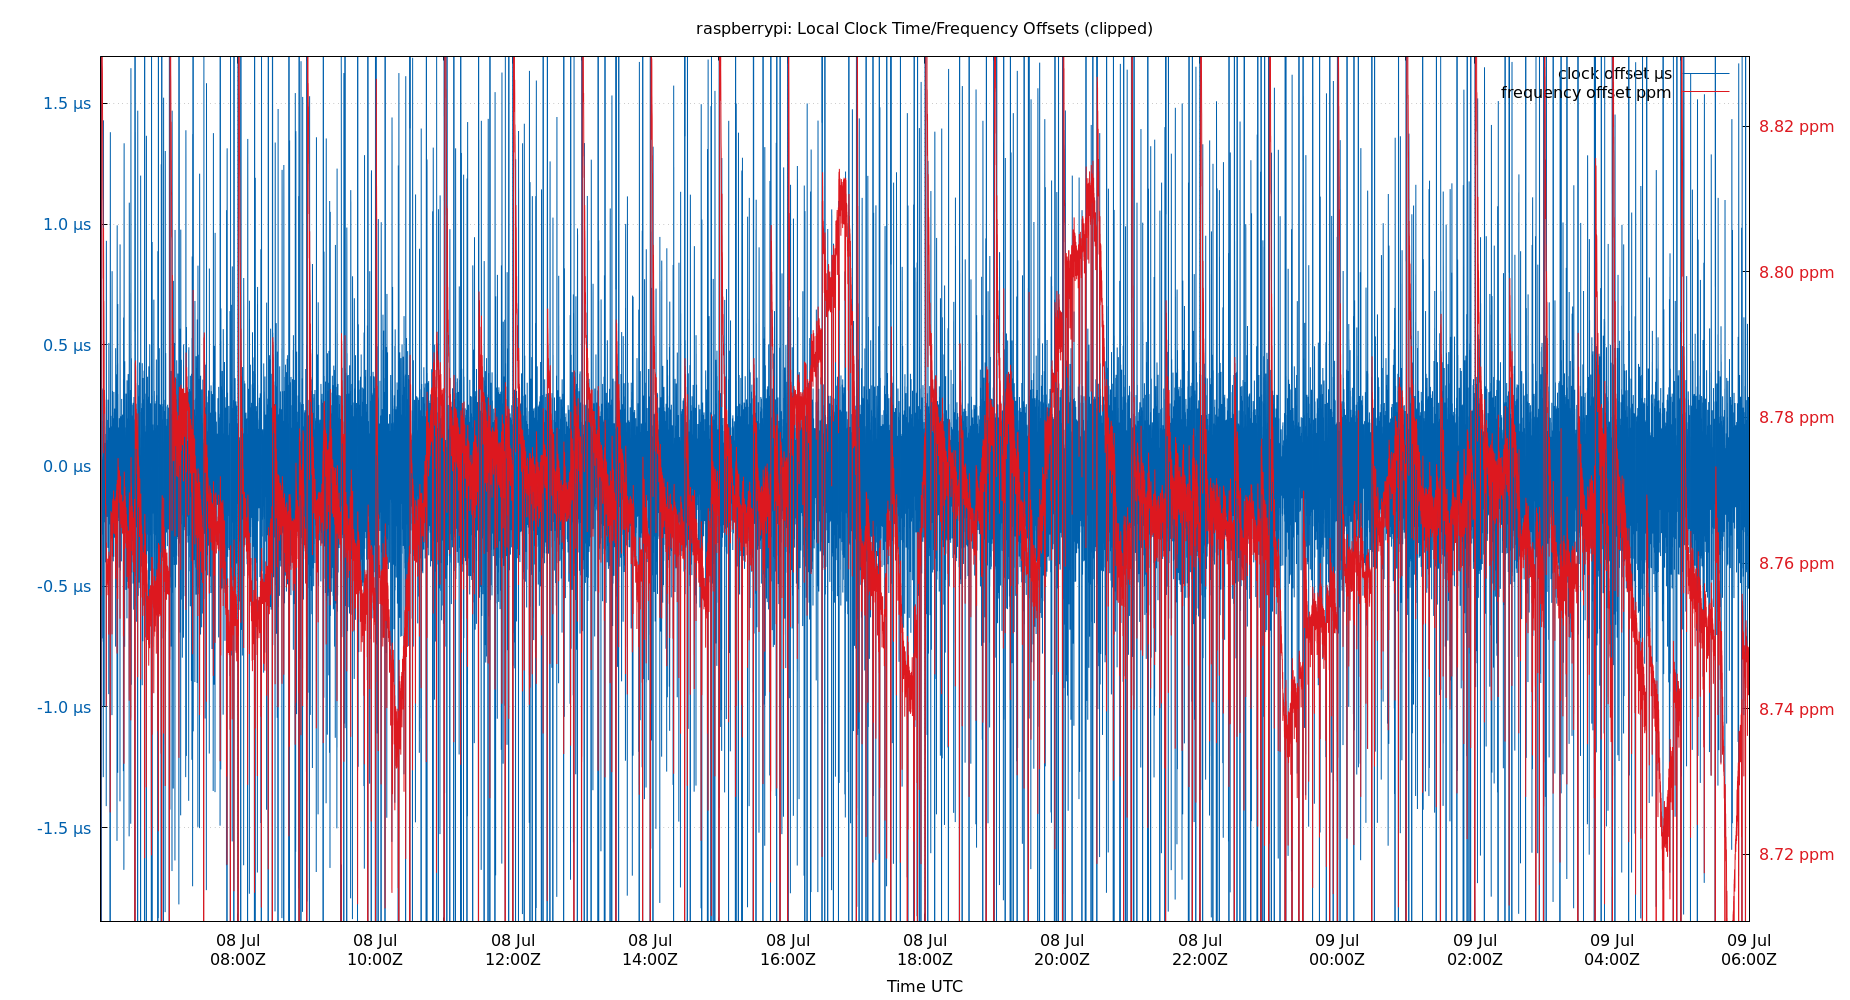 raspberrypi: Local Clock Time/Frequency Offsets (clipped)
clock offset µs
frequency offset ppm
1.5 µs
1.0 µs
0.5 µs
0.0 µs
-0.5 µs
-1.0 µs
-1.5 µs
8.82 ppm
8.80 ppm
8.78 ppm
8.76 ppm
8.74 ppm
8.72 ppm
08 Jul
08:00Z
08 Jul
10:00Z
08 Jul
12:00Z
08 Jul
14:00Z
08 Jul
16:00Z
08 Jul
18:00Z
08 Jul
20:00Z
08 Jul
22:00Z
09 Jul
00:00Z
09 Jul
02:00Z
09 Jul
04:00Z
09 Jul
06:00Z
Time UTC